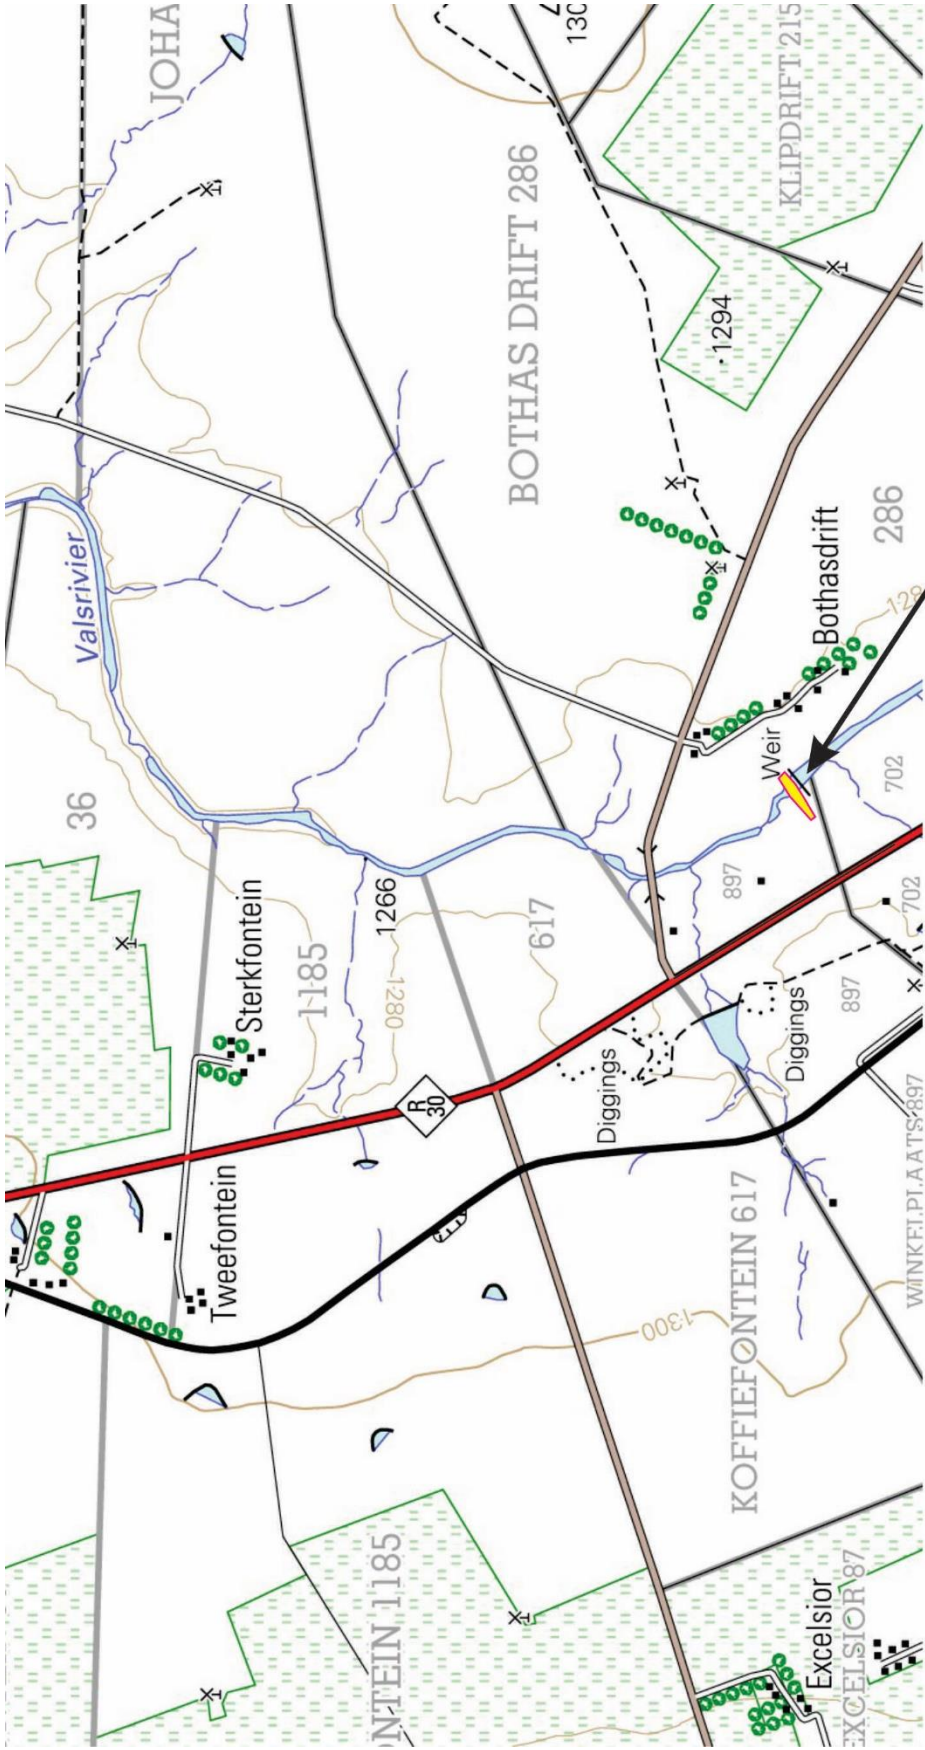 JOHA
130
KLIPDRIFT 215
BOTHAS DRIFT 286
1294
286
Bothasdrift
128
Valsrivier
Weir
702
36
897
702
Sterkfontein
1266
1185
617
1280
897
Diggings
Diggings
R
30
Tweefontein
WINKELPLAATS 897
KOFFIEFONTEIN 617
1300
NTEIN 1185
Excelsior
EXCELSIOR 87